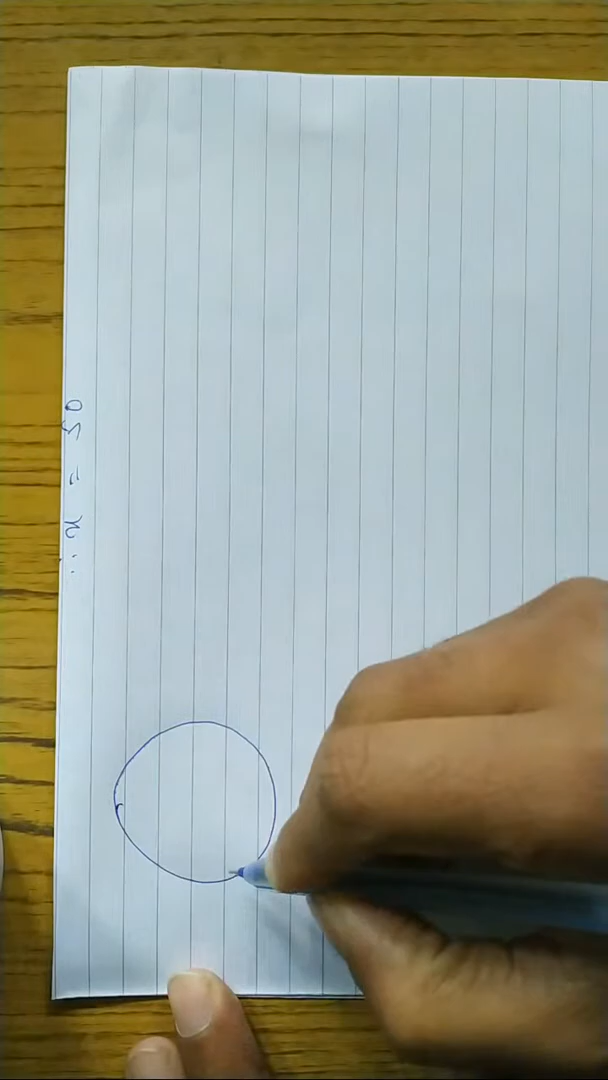 ∴ x = 50